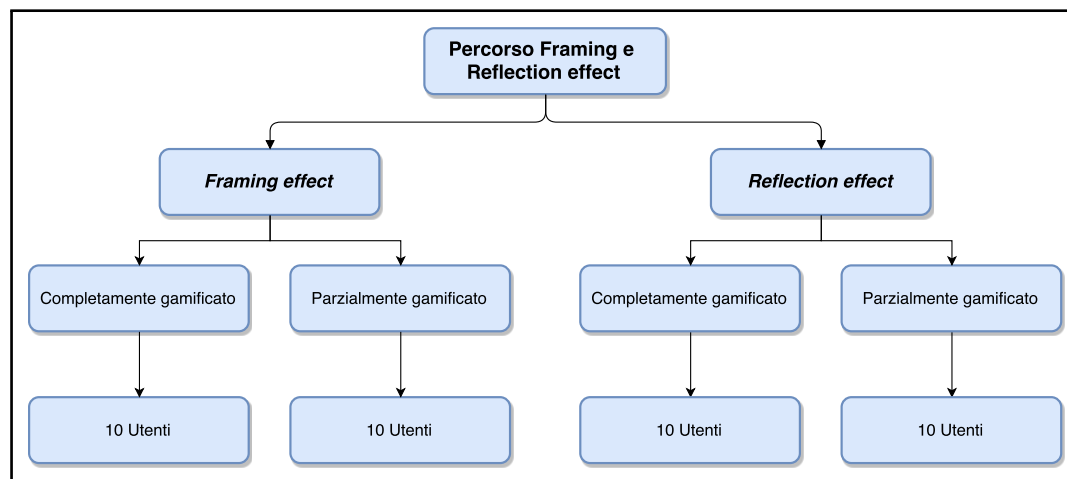 Percorso Framing e
Reflection effect
Framing effect
Reflection effect
Completamente gamificato
Parzialmente gamificato
Completamente gamificato
Parzialmente gamificato
10 Utenti
10 Utenti
10 Utenti
10 Utenti